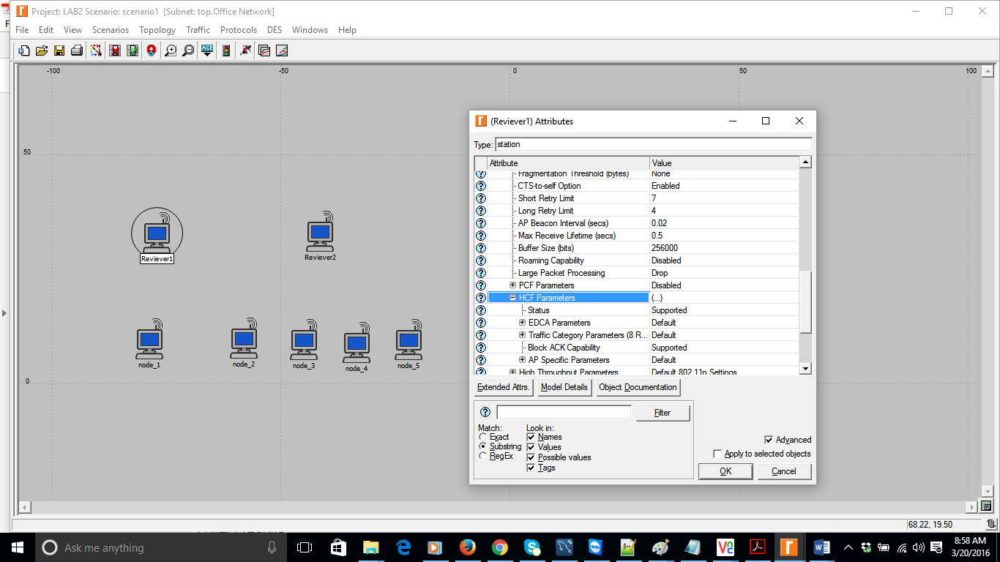 F
Project: LAB2 Scenario: scenario1 [Subnet: top.Office Network]
File Edit View Scenarios Topology Traffic Protocols DES Windows Help
ACE
-100 -50 0 50 100
50
0
Reviever1
Reviever2
node_1
node_2
node_3
node_4
node_5
(Reviever1) Attributes
Type: station
Attribute Value
Fragmentation Threshold (bytes) None
CTS-to-self Option Enabled
Short Retry Limit 7
Long Retry Limit 4
AP Beacon Interval (secs) 0.02
Max Receive Lifetime (secs) 0.5
Buffer Size (bits) 256000
Roaming Capability Disabled
Large Packet Processing Drop
PCF Parameters Disabled
HCF Parameters (...)
Status Supported
EDCA Parameters Default
Traffic Category Parameters (8 R... Default
Block ACK Capability Supported
AP Specific Parameters Default
High Throughput Parameters Default 802.11n Settings
Extended Attrs. Model Details Object Documentation
Filter
Match: Look in:
Exact Names
Substring Values
RegEx Possible values
Tags
Advanced
Apply to selected objects
OK Cancel
68.22, 19.50
Ask me anything
8:58 AM
3/20/2016